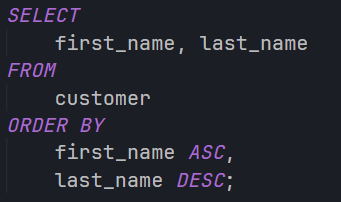 SELECT
    first_name, last_name
FROM
    customer
ORDER BY
    first_name ASC,
    last_name DESC;